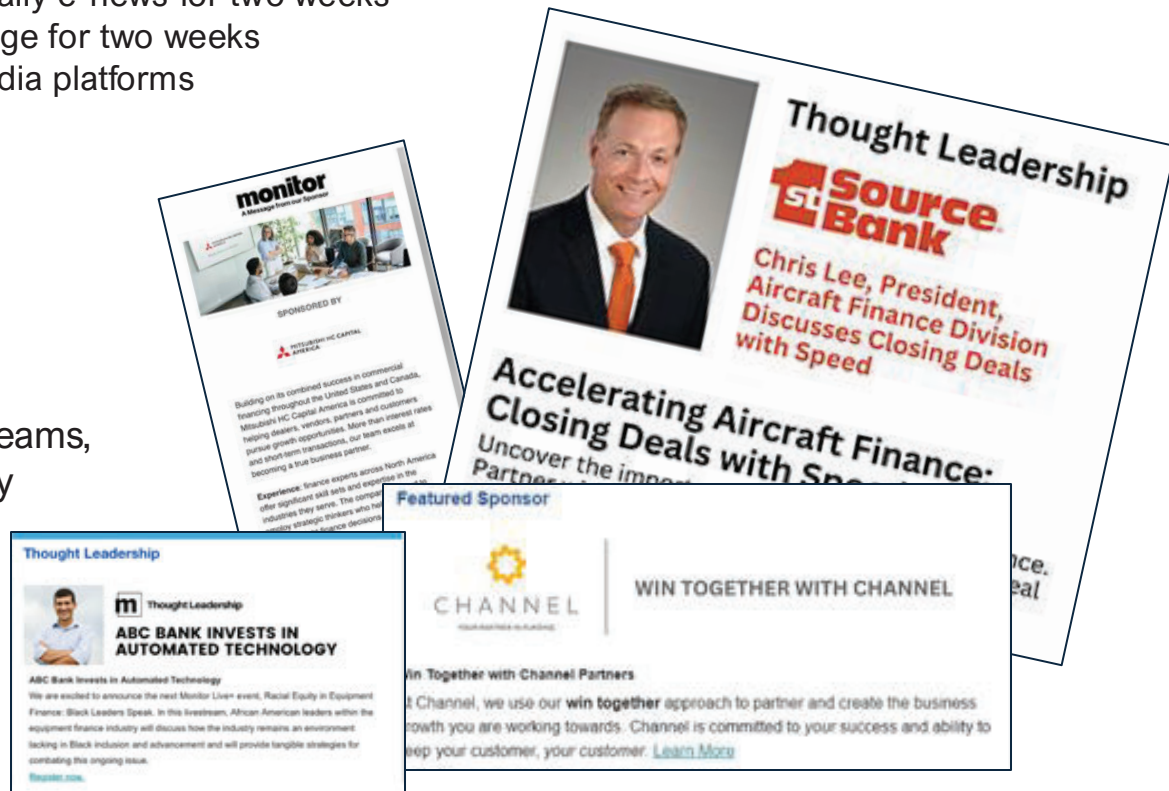 ally e-news for two weeks
ge for two weeks
dia platforms
eams,
y
monitor
A Message from our Sponsor
SPONSORED BY
MITSUBISHI HC CAPITAL
AMERICA
Building on its combined success in commercial
financing throughout the United States and Canada,
Mitsubishi HC Capital America is committed to
helping dealers, vendors, partners and customers
pursue growth opportunities. More than interest rates
and short-term transactions, our team excels at
becoming a true business partner.
Experience: finance experts across North America
offer significant skill sets and expertise in the
industries they serve. The
employ strategic thinkers who
finance decisions
Thought Leadership
1st Source
Bank
Chris Lee, President,
Aircraft Finance Division
Discusses Closing Deals
with Speed
Accelerating Aircraft Finance:
Closing Deals with
Uncover the
nce.
eal
Featured Sponsor
CHANNEL
WIN TOGETHER WITH CHANNEL
in Together with Channel Partners
t Channel, we use our win together approach to partner and create the business
rowth you are working towards. Channel is committed to your success and ability to
eep your customer, your customer. Learn More
Thought Leadership
m Thought Leadership
ABC BANK INVESTS IN
AUTOMATED TECHNOLOGY
ABC Bank Invests in Automated Technology
We are excited to announce the next Monitor Live+ event, Racial Equity in Equipment
Finance: Black Leaders Speak. In this livestream, African American leaders within the
equipment finance industry will discuss how the industry remains an environment
lacking in Black inclusion and advancement and will provide tangible strategies for
combating this ongoing issue.
Register now.